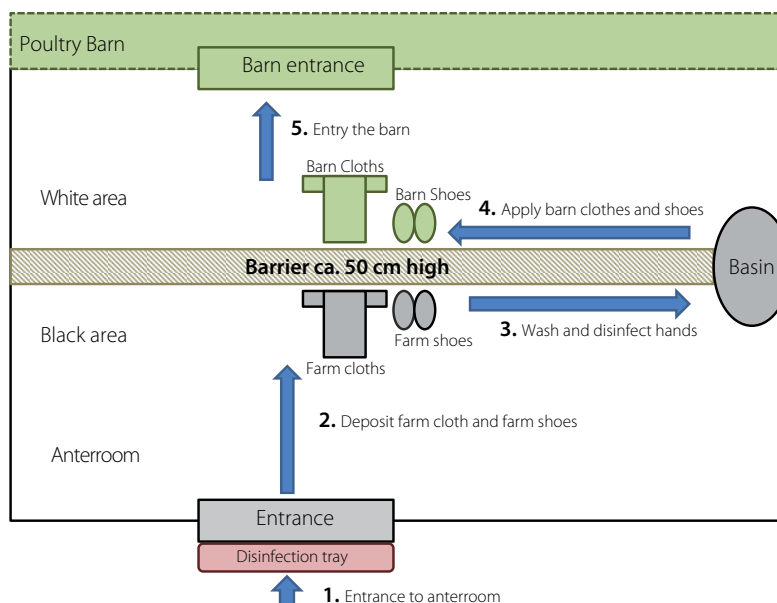 Poultry Barn
Barn entrance
5. Entry the barn
Barn Cloths
White area
Barn Shoes
4. Apply barn clothes and shoes
Barrier ca. 50 cm high
Basin
Black area
3. Wash and disinfect hands
Farm shoes
Farm cloths
2. Deposit farm cloth and farm shoes
Anterroom
Entrance
Disinfection tray
1. Entrance to anterroom